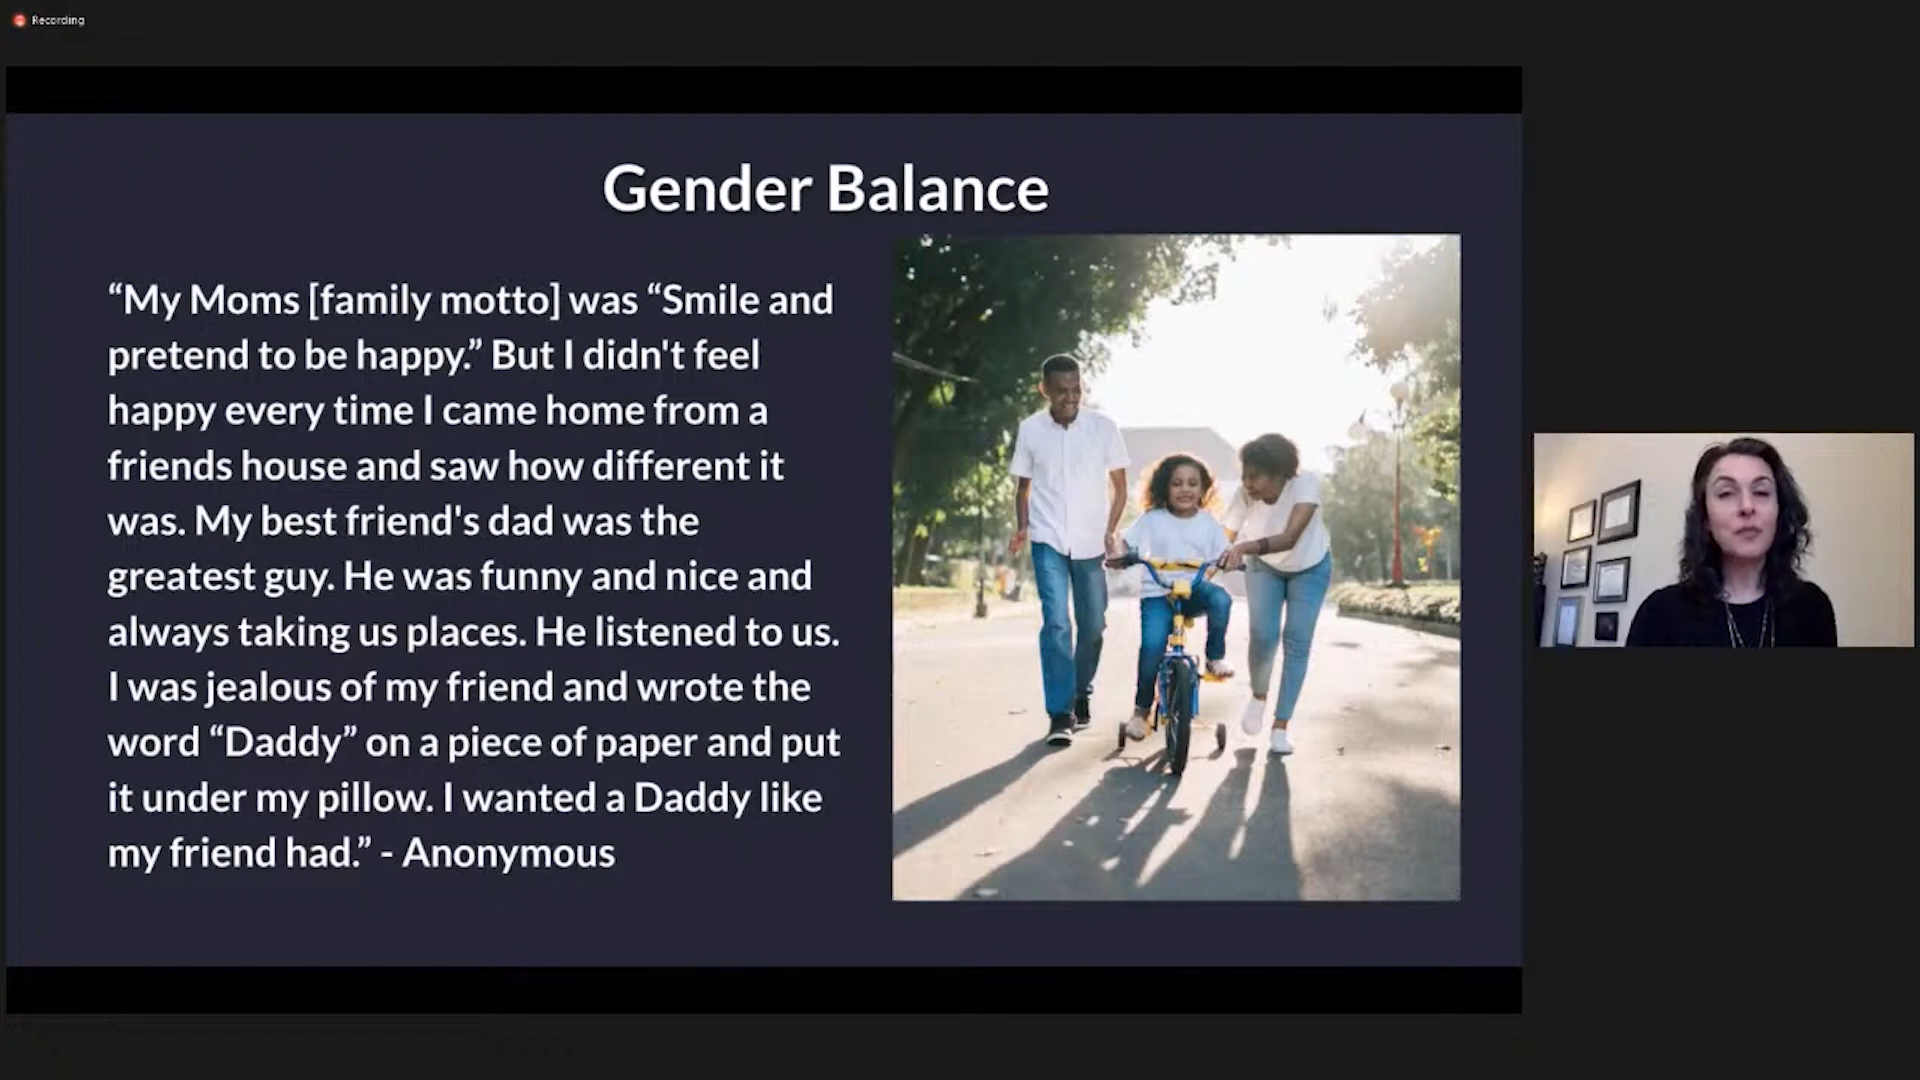 Recording
Gender Balance
“My Moms [family motto] was “Smile and
pretend to be happy.” But I didn't feel
happy every time I came home from a
friends house and saw how different it
was. My best friend's dad was the
greatest guy. He was funny and nice and
always taking us places. He listened to us.
I was jealous of my friend and wrote the
word “Daddy” on a piece of paper and put
it under my pillow. I wanted a Daddy like
my friend had.” - Anonymous